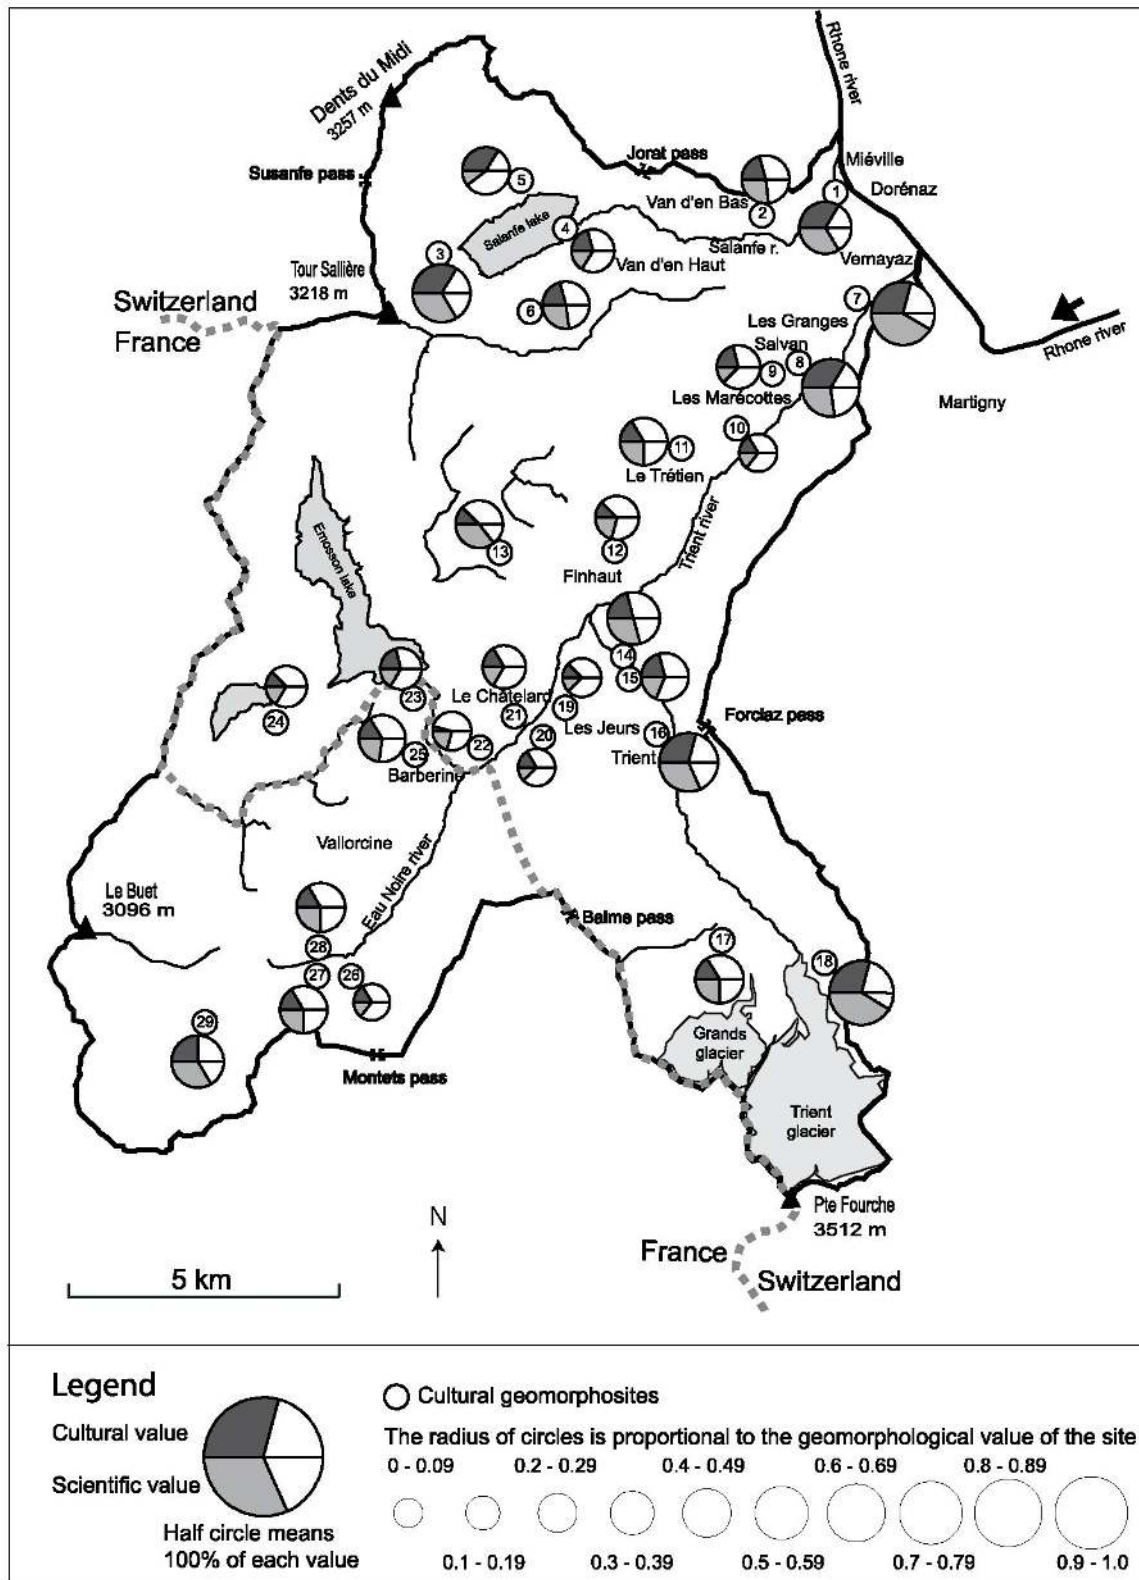 Rhone river
Dents du Midi
3257 m
Susanfe pass
Jorat pass
Miéville
Dorénaz
Van d'en Bas
Salanfe lake
Salanfe r.
Vernayaz
Van d'en Haut
Tour Sallière
3218 m
Switzerland
France
Les Granges
Salvan
Rhone river
Les Marécottes
Martigny
Le Trétien
Trient river
Emosson lake
Finhaut
Le Châtelard
Les Jeurs
Forclaz pass
Trient
Barberine
Vallorcine
Eau Noire river
Le Buet
3096 m
Balme pass
Grands
glacier
Montets pass
Trient
glacier
Pte Fourche
3512 m
N
France
Switzerland
5 km
1
2
3
4
5
6
7
8
9
10
11
12
13
14
15
16
17
18
19
20
21
22
23
24
25
26
27
28
29
Legend
Cultural value
Scientific value
Half circle means
100% of each value
Cultural geomorphosites
The radius of circles is proportional to the geomorphological value of the site
0 - 0.09 0.2 - 0.29 0.4 - 0.49 0.6 - 0.69 0.8 - 0.89
0.1 - 0.19 0.3 - 0.39 0.5 - 0.59 0.7 - 0.79 0.9 - 1.0